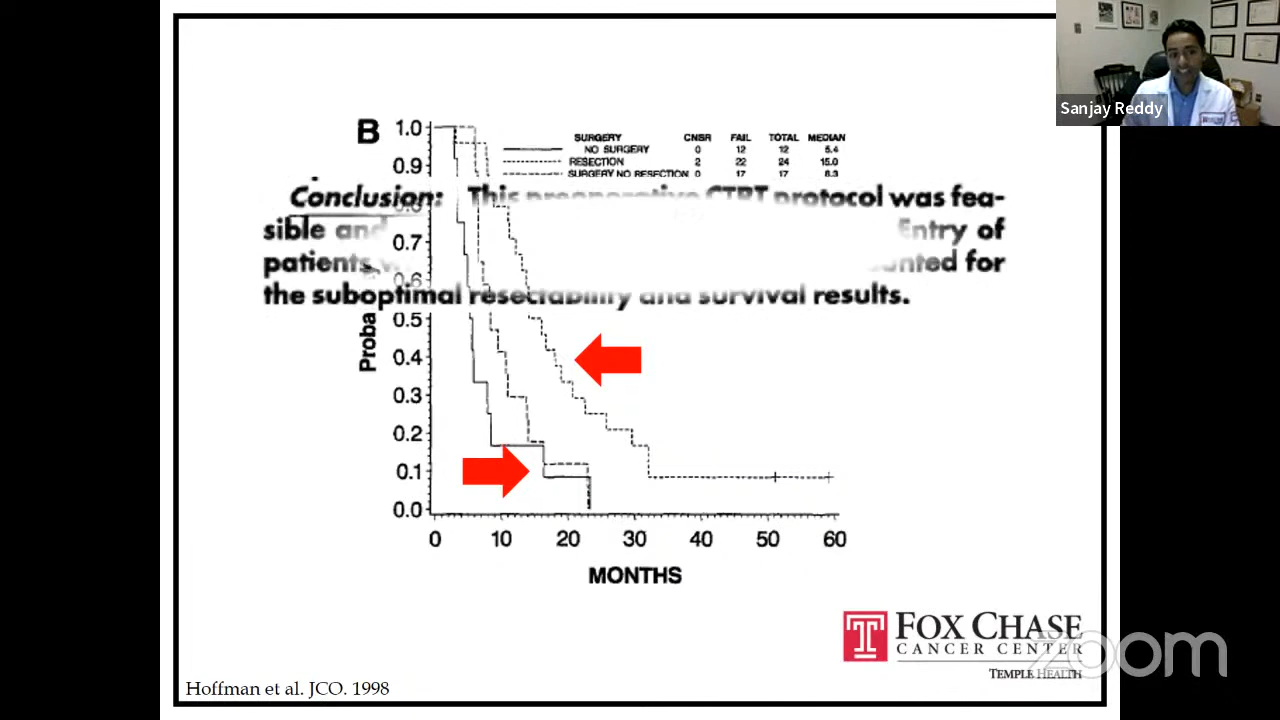 Sanjay Reddy
B
SURGERY CNSR FAIL TOTAL MEDIAN
NO SURGERY 0 12 12 5.4
RESECTION 2 22 24 15.0
SURGERY NO RESECTION 0 17 17 8.3
Conclusion: This preoperative CTRT protocol was fea-
sible and Entry of
patients for
the suboptimal resectability and survival results.
1.0
0.9
0.8
0.7
0.6
0.5
0.4
0.3
0.2
0.1
0.0
Proba
0 10 20 30 40 50 60
MONTHS
FOX CHASE
CANCER CENTER
TEMPLE HEALTH
zoom
Hoffman et al. JCO. 1998